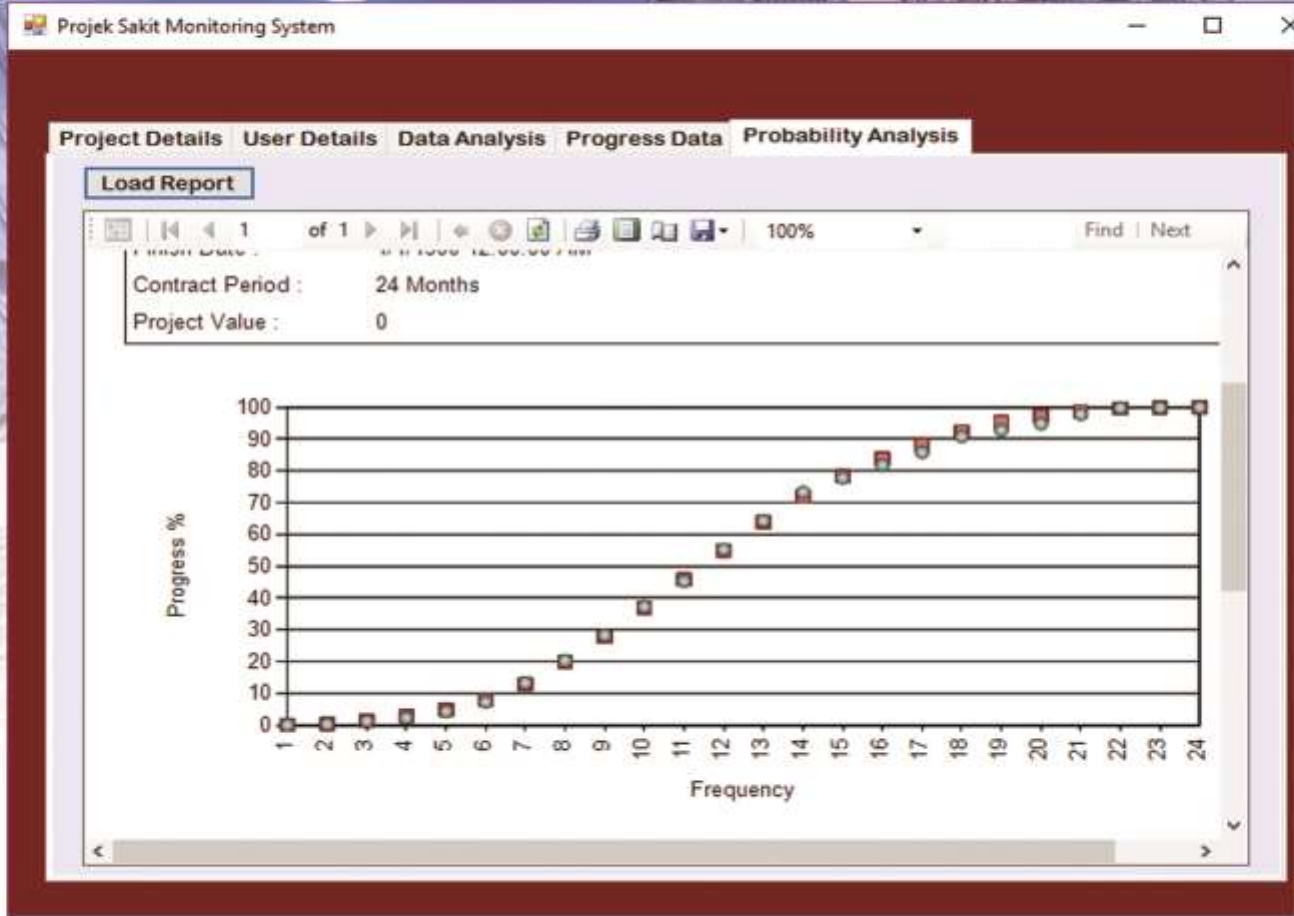 Projek Sakit Monitoring System
Project Details User Details Data Analysis Progress Data Probability Analysis
Load Report
1 of 1 100% Find | Next
Finish Date :
Contract Period : 24 Months
Project Value : 0
100
90
80
70
60
50
40
30
20
10
0
Progress %
1 2 3 4 5 6 7 8 9 10 11 12 13 14 15 16 17 18 19 20 21 22 23 24
Frequency